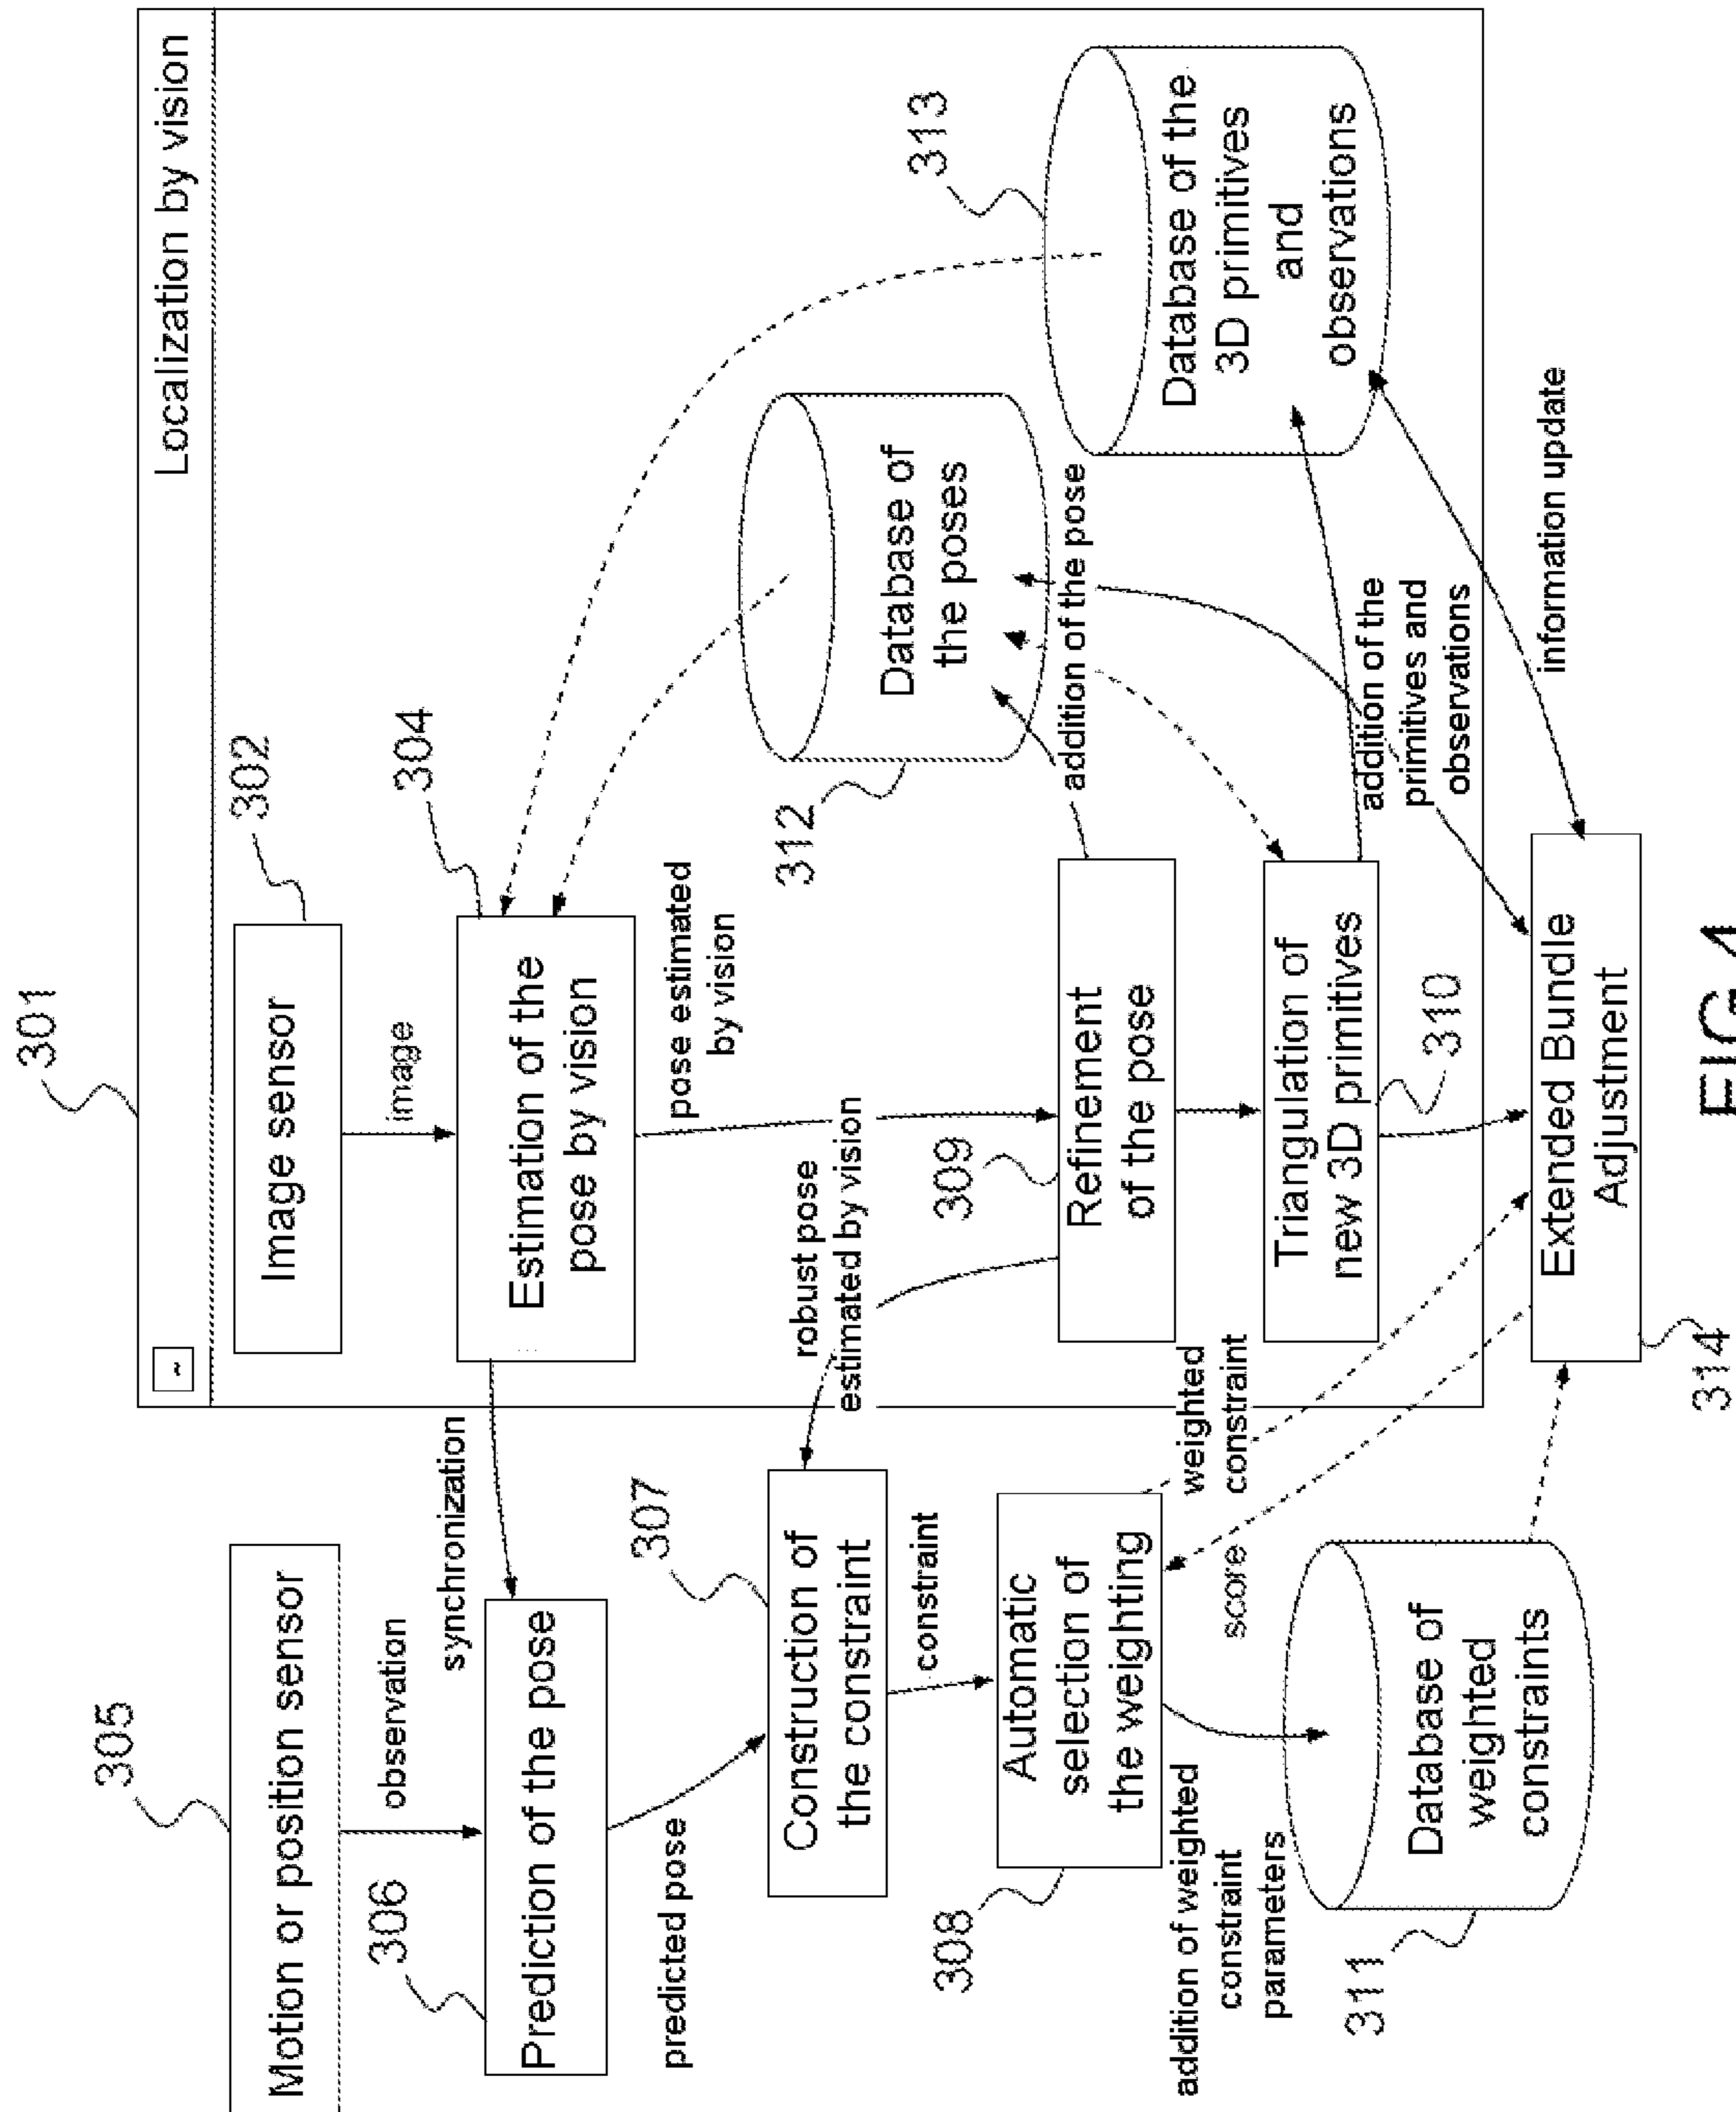 301
Localization by vision
~
302
Image sensor
image
304
Estimation of the
pose by vision
pose estimated
by vision
305
Motion or position sensor
observation
synchronization
306
Prediction of the pose
predicted pose
robust pose
estimated by vision
307
Construction of
the constraint
constraint
308
Automatic
selection of
the weighting
weighted
constraint
score
addition of weighted
constraint
parameters
311
Database of
weighted
constraints
309
Refinement
of the pose
Triangulation of
new 3D primitives
310
312
Database of
the poses
addition of the pose
313
Database of the
3D primitives
and
observations
addition of the
primitives and
observations
information update
Extended Bundle
Adjustment
314
FIG.4